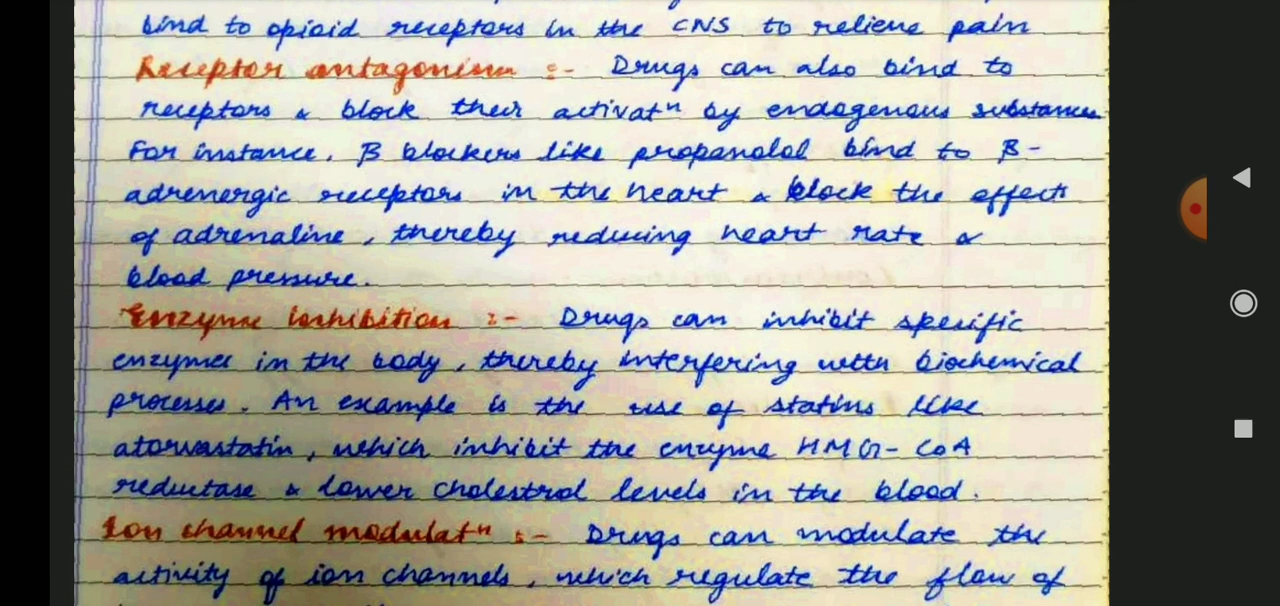 bind to opioid receptors in the CNS to relieve pain
Receptor antagonism :- Drugs can also bind to
receptors & block their activatⁿ by endogenous substances
For instance, β blockers like propanolol bind to β-
adrenergic receptors in the heart & block the effects
of adrenaline, thereby reducing heart rate &
blood pressure.
Enzyme inhibition :- Drugs can inhibit specific
enzymes in the body, thereby interfering with biochemical
processes. An example is the use of statins like
atorvastatin, which inhibit the enzyme HMG-CoA
reductase & lower cholestrol levels in the blood.
Ion channel modulatⁿ :- Drugs can modulate the
activity of ion channels, which regulate the flow of